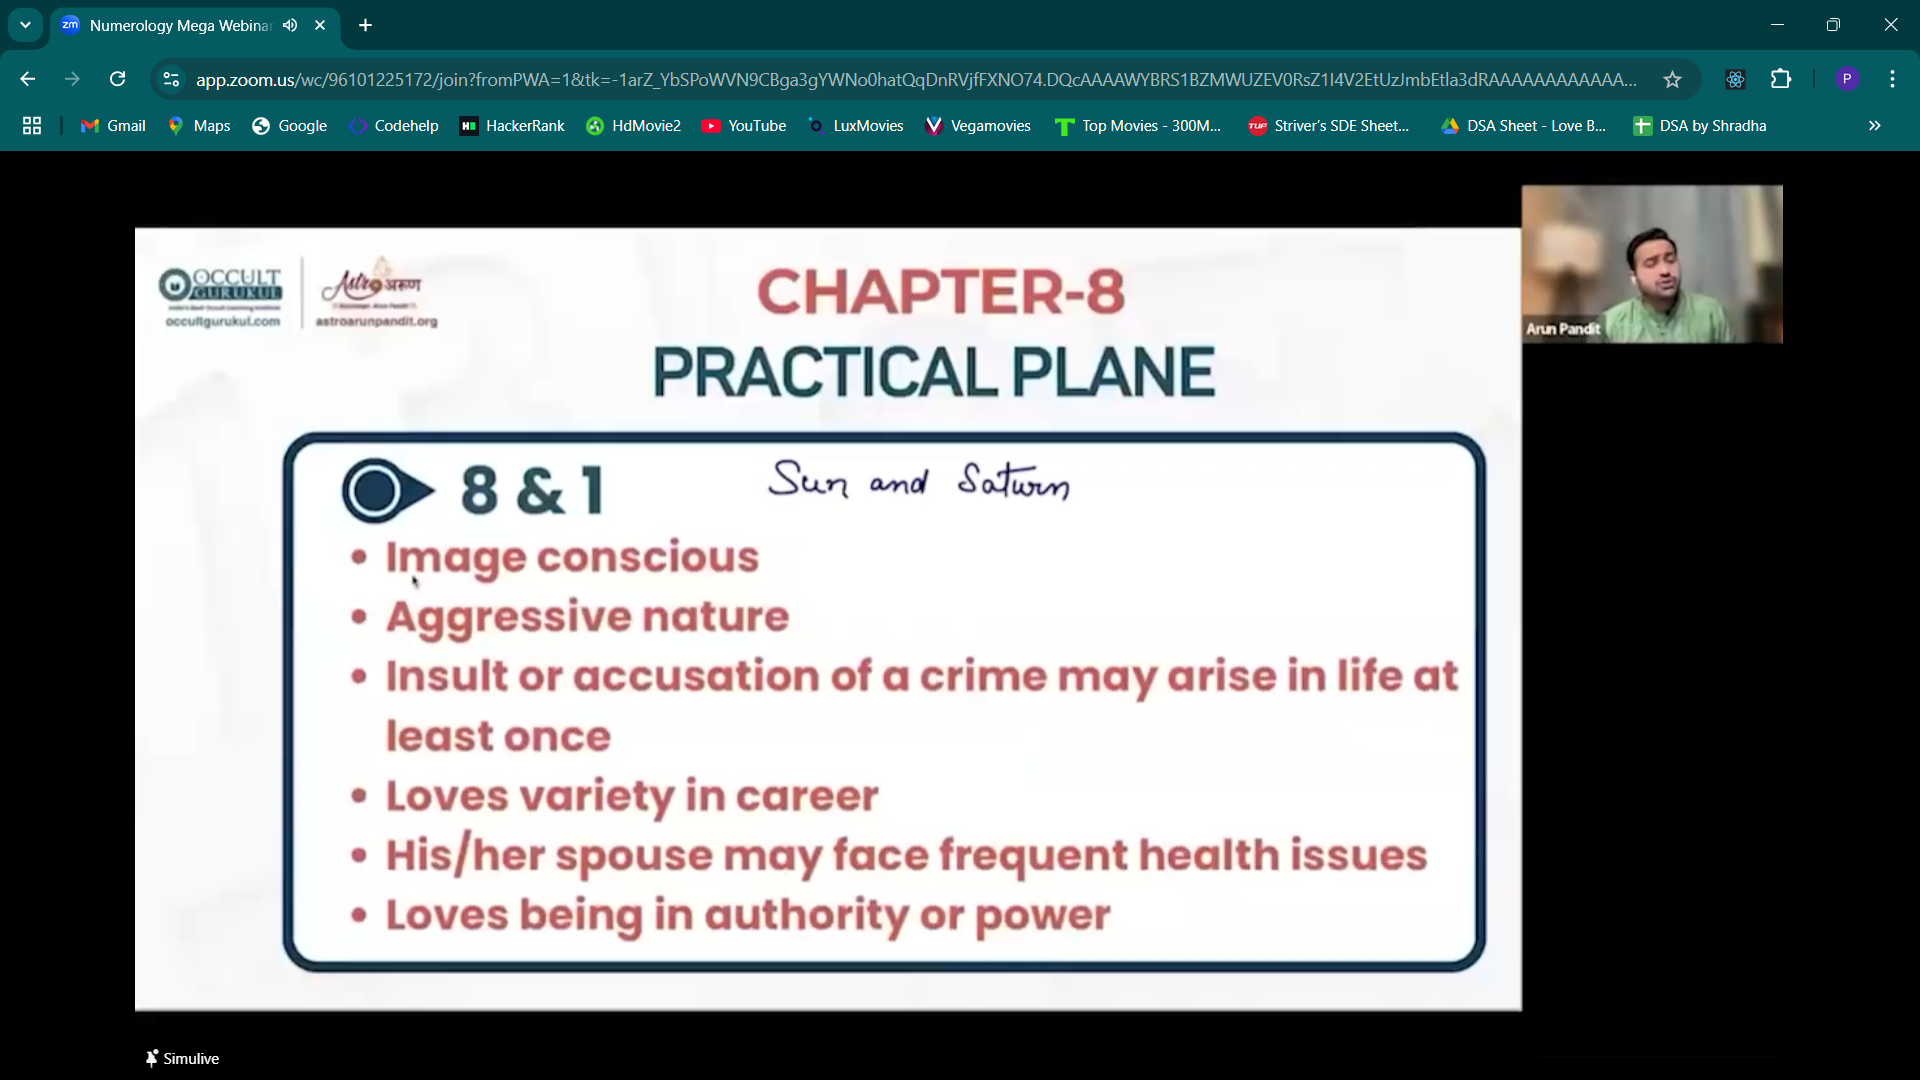 Numerology Mega Webinar
app.zoom.us/wc/96101225172/join?fromPWA=1&tk=-1arZ_YbSPoWVN9CBga3gYWNo0hatQqDnRVjfFXNO74.DQcAAAAWYBRS1BZMWUZEV0RsZ1I4V2EtUzJmbEtla3dRAAAAAAAAAAAA...
P
Gmail
Maps
Google
Codehelp
HackerRank
HdMovie2
YouTube
LuxMovies
Vegamovies
Top Movies - 300M...
Striver's SDE Sheet...
DSA Sheet - Love B...
DSA by Shradha
OCCULT
GURUKUL
occultgurukul.com
Astro अरुण
astroarunpandit.org
CHAPTER-8
PRACTICAL PLANE
Arun Pandit
8 & 1 Sun and Saturn
• Image conscious
• Aggressive nature
• Insult or accusation of a crime may arise in life at
least once
• Loves variety in career
• His/her spouse may face frequent health issues
• Loves being in authority or power
Simulive